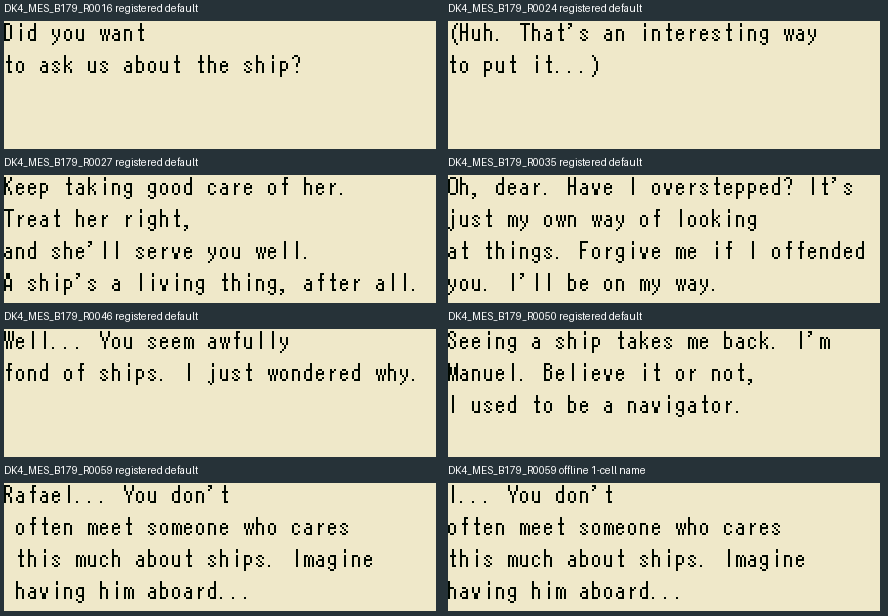 DK4_MES_B179_R0016 registered default
Did you want
to ask us about the ship?
DK4_MES_B179_R0024 registered default
(Huh. That's an interesting way
to put it...)
DK4_MES_B179_R0027 registered default
Keep taking good care of her.
Treat her right,
and she'll serve you well.
A ship's a living thing, after all.
DK4_MES_B179_R0035 registered default
Oh, dear. Have I overstepped? It's
just my own way of looking
at things. Forgive me if I offended
you. I'll be on my way.
DK4_MES_B179_R0046 registered default
Well... You seem awfully
fond of ships. I just wondered why.
DK4_MES_B179_R0050 registered default
Seeing a ship takes me back. I'm
Manuel. Believe it or not,
I used to be a navigator.
DK4_MES_B179_R0059 registered default
Rafael... You don't
often meet someone who cares
this much about ships. Imagine
having him aboard...
DK4_MES_B179_R0059 offline 1-cell name
I... You don't
often meet someone who cares
this much about ships. Imagine
having him aboard...